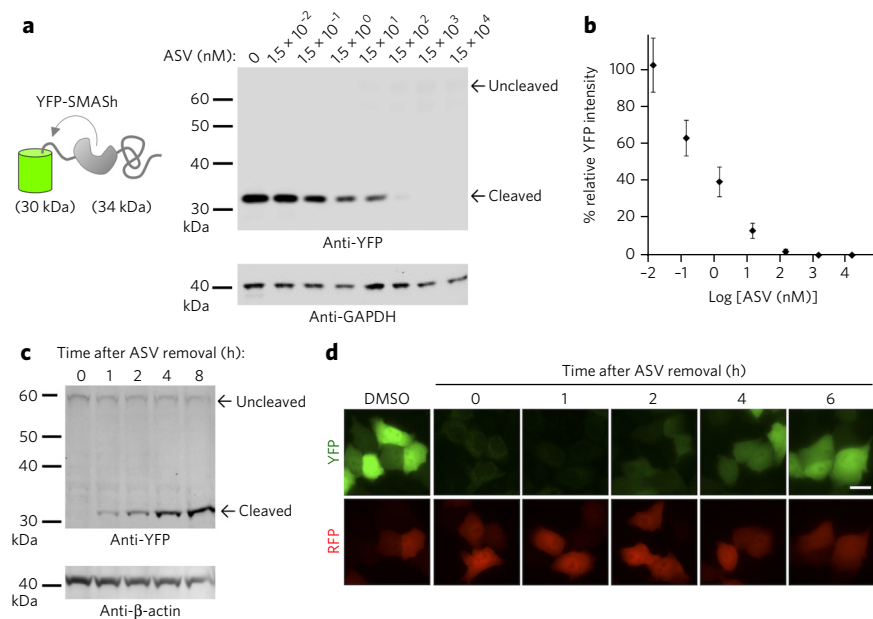 a
ASV (nM): 0 1.5 × 10⁻² 1.5 × 10⁻¹ 1.5 × 10⁰ 1.5 × 10¹ 1.5 × 10² 1.5 × 10³ 1.5 × 10⁴
YFP-SMASh
(30 kDa) (34 kDa)
60
50
40
30
kDa
← Uncleaved
← Cleaved
Anti-YFP
40
kDa
Anti-GAPDH
b
% relative YFP intensity
100
80
60
40
20
0
–2 –1 0 1 2 3 4
Log [ASV (nM)]
c
Time after ASV removal (h):
0 1 2 4 8
60
50
40
30
kDa
← Uncleaved
← Cleaved
Anti-YFP
40
kDa
Anti-β-actin
d
Time after ASV removal (h)
DMSO 0 1 2 4 6
YFP
RFP